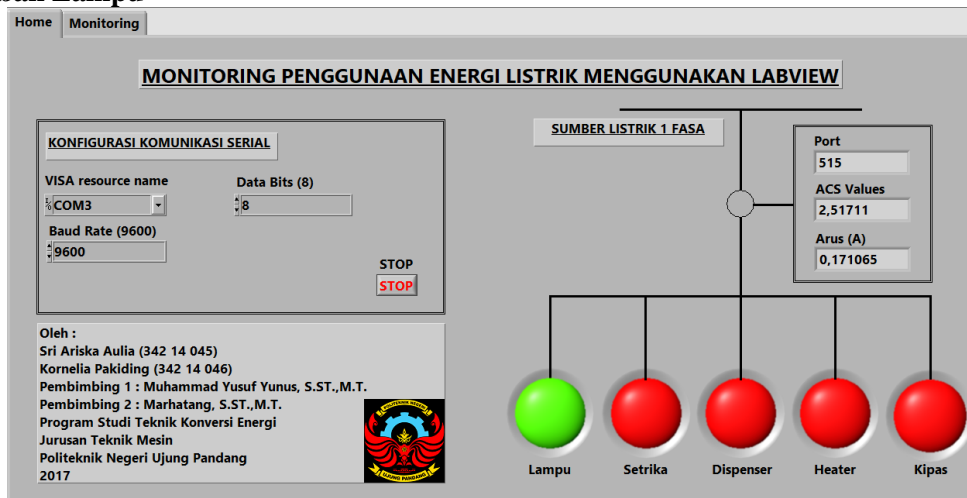 Home
Monitoring
MONITORING PENGGUNAAN ENERGI LISTRIK MENGGUNAKAN LABVIEW
KONFIGURASI KOMUNIKASI SERIAL
VISA resource name
COM3
Data Bits (8)
8
Baud Rate (9600)
9600
STOP
STOP
SUMBER LISTRIK 1 FASA
Port
515
ACS Values
2,51711
Arus (A)
0,171065
Oleh :
Sri Ariska Aulia (342 14 045)
Kornelia Pakiding (342 14 046)
Pembimbing 1 : Muhammad Yusuf Yunus, S.ST.,M.T.
Pembimbing 2 : Marhatang, S.ST.,M.T.
Program Studi Teknik Konversi Energi
Jurusan Teknik Mesin
Politeknik Negeri Ujung Pandang
2017
POLITEKNIK NEGERI
UJUNG PANDANG
Lampu
Setrika
Dispenser
Heater
Kipas